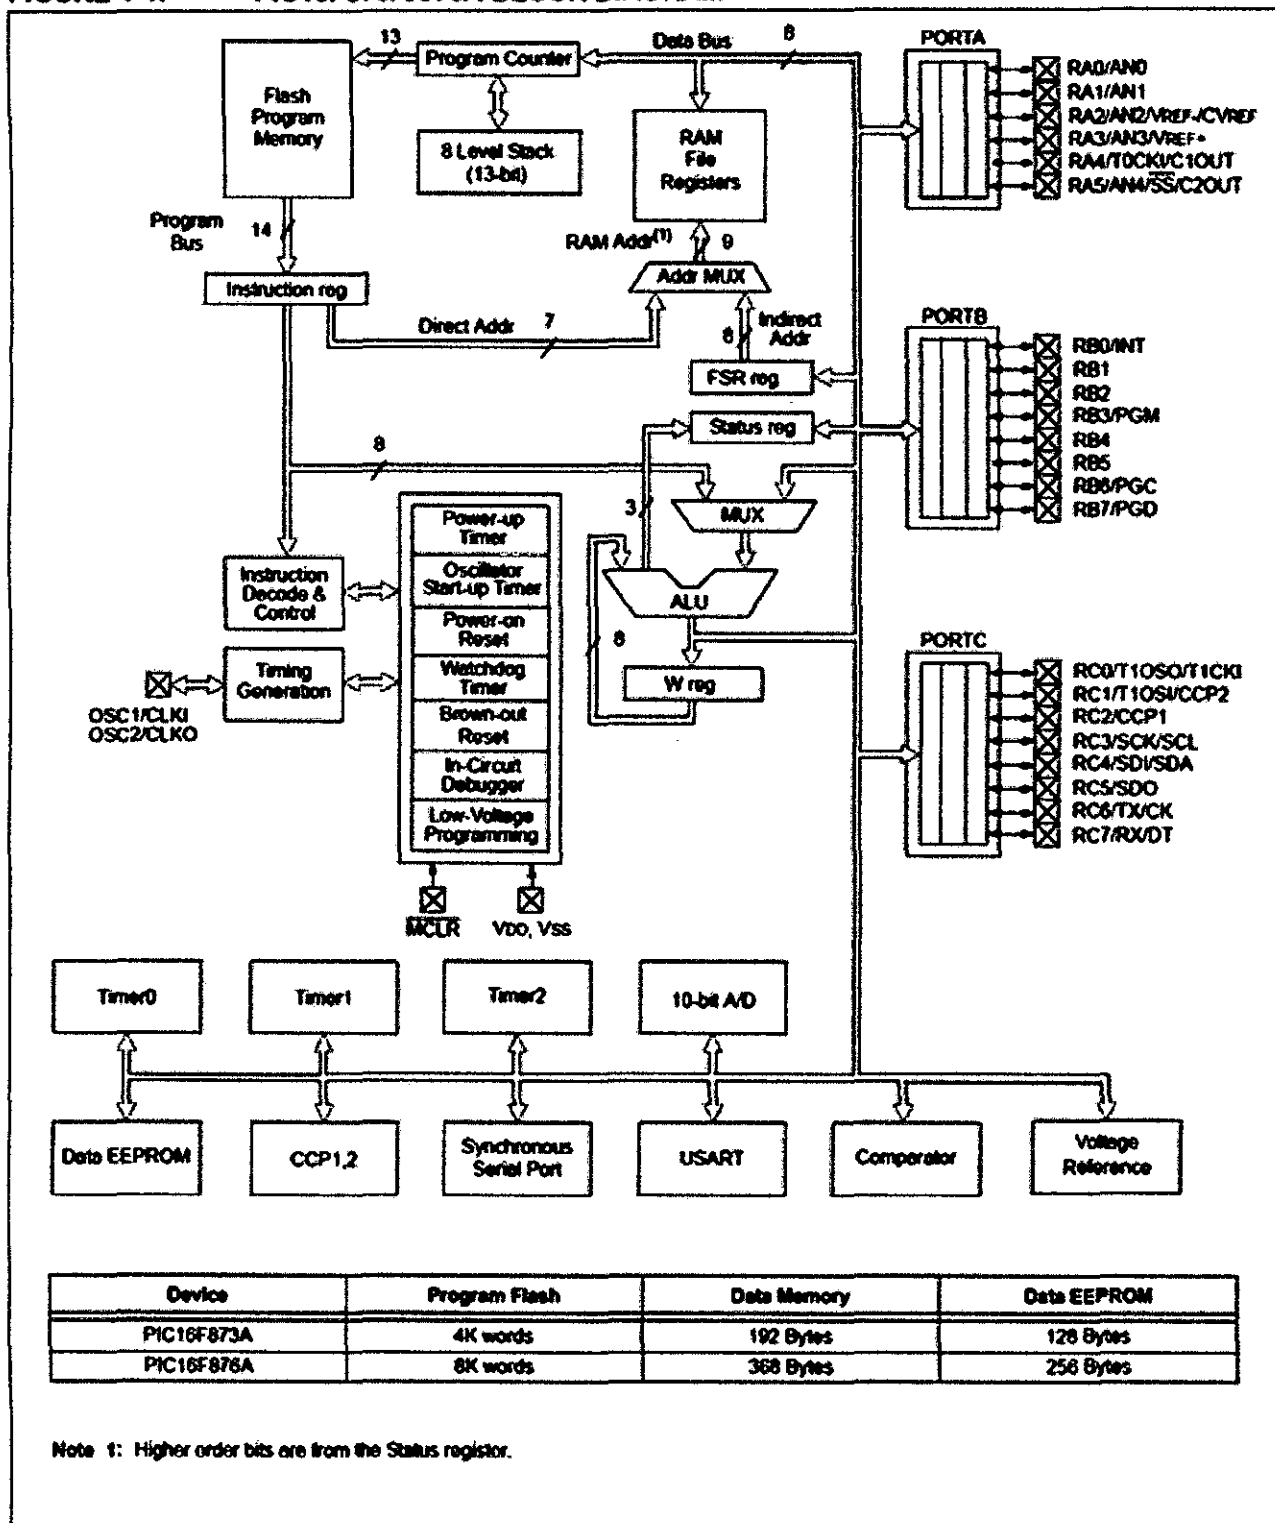 13
Program Counter
Data Bus
8
PORTA
Flash
Program
Memory
8 Level Stack
(13-bit)
RAM
File
Registers
RA0/AN0
RA1/AN1
RA2/AN2/VREF-/CVREF
RA3/AN3/VREF+
RA4/T0CKI/C1OUT
RA5/AN4/SS/C2OUT
Program
Bus
14
RAM Addr(1)
9
Addr MUX
Instruction reg
Direct Addr
7
8
Indirect
Addr
FSR reg
Status reg
PORTB
RB0/INT
RB1
RB2
RB3/PGM
RB4
RB5
RB6/PGC
RB7/PGD
8
3
MUX
ALU
8
W reg
Power-up
Timer
Oscillator
Start-up Timer
Power-on
Reset
Watchdog
Timer
Brown-out
Reset
In-Circuit
Debugger
Low-Voltage
Programming
Instruction
Decode &
Control
Timing
Generation
OSC1/CLKI
OSC2/CLKO
MCLR
VDD, VSS
PORTC
RC0/T1OSO/T1CKI
RC1/T1OSI/CCP2
RC2/CCP1
RC3/SCK/SCL
RC4/SDI/SDA
RC5/SDO
RC6/TX/CK
RC7/RX/DT
Timer0
Timer1
Timer2
10-bit A/D
Data EEPROM
CCP1,2
Synchronous
Serial Port
USART
Comparator
Voltage
Reference
Device Program Flash Data Memory Data EEPROM
PIC16F873A 4K words 192 Bytes 128 Bytes
PIC16F876A 8K words 368 Bytes 256 Bytes
Note 1: Higher order bits are from the Status register.